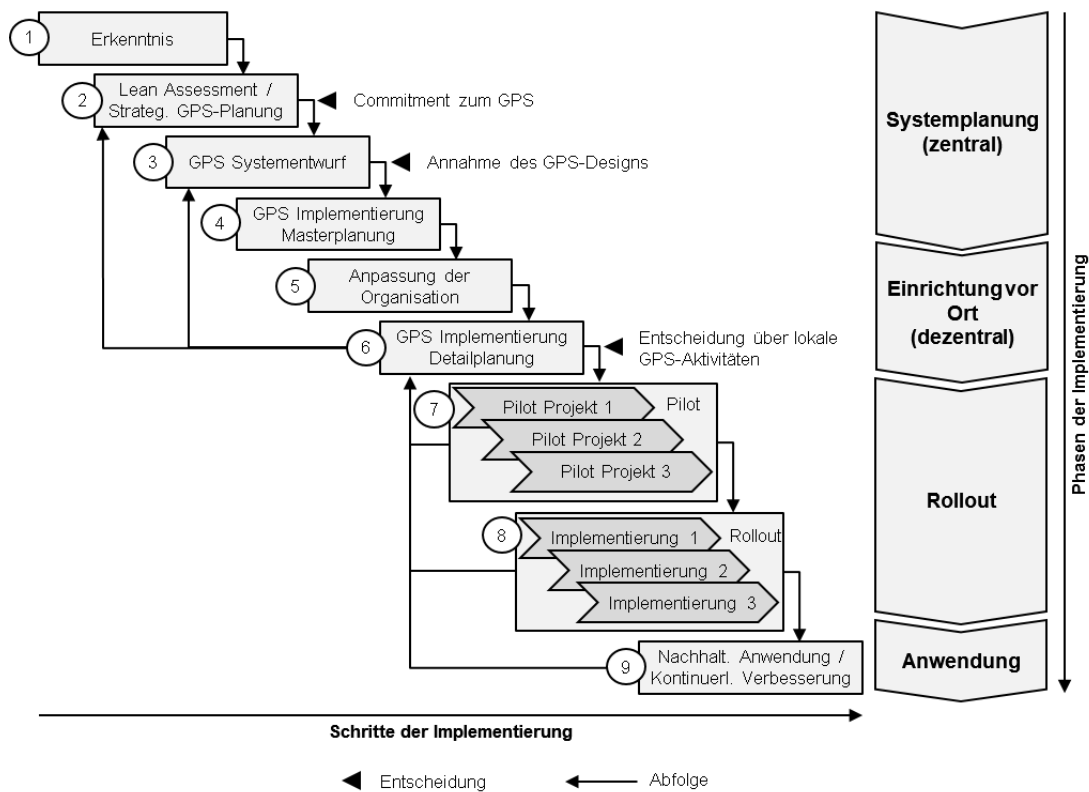 1
Erkenntnis
2
Lean Assessment /
Strateg. GPS-Planung
Commitment zum GPS
3
GPS Systementwurf
Annahme des GPS-Designs
4
GPS Implementierung
Masterplanung
5
Anpassung der
Organisation
6
GPS Implementierung
Detailplanung
Entscheidung über lokale
GPS-Aktivitäten
7
Pilot Projekt 1
Pilot
Pilot Projekt 2
Pilot Projekt 3
8
Implementierung 1
Rollout
Implementierung 2
Implementierung 3
9
Nachhalt. Anwendung /
Kontinuierl. Verbesserung
Systemplanung
(zentral)
Einrichtung vor
Ort
(dezentral)
Rollout
Anwendung
Phasen der Implementierung
Schritte der Implementierung
Entscheidung
Abfolge